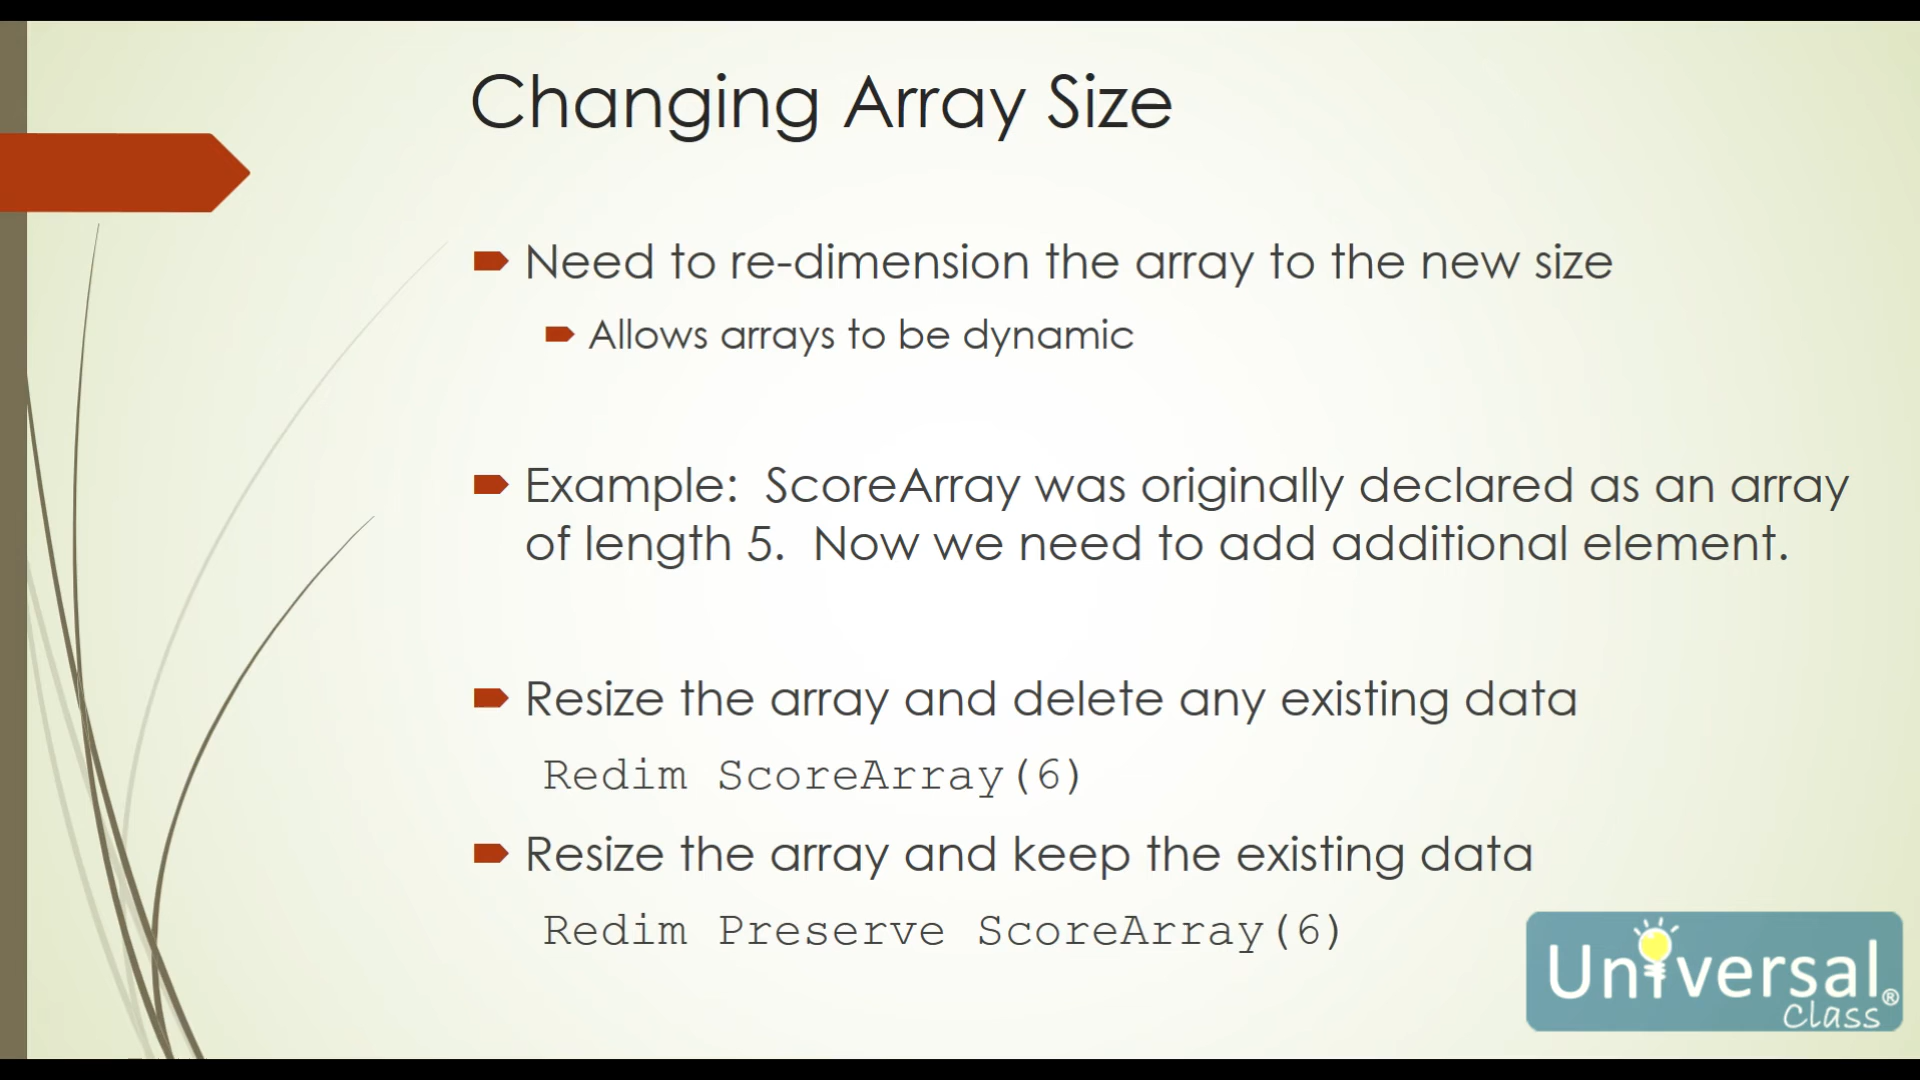 Changing Array Size
Need to re-dimension the array to the new size
Allows arrays to be dynamic
Example: ScoreArray was originally declared as an array
of length 5. Now we need to add additional element.
Resize the array and delete any existing data
Redim ScoreArray(6)
Resize the array and keep the existing data
Redim Preserve ScoreArray(6)
Universal®
Class